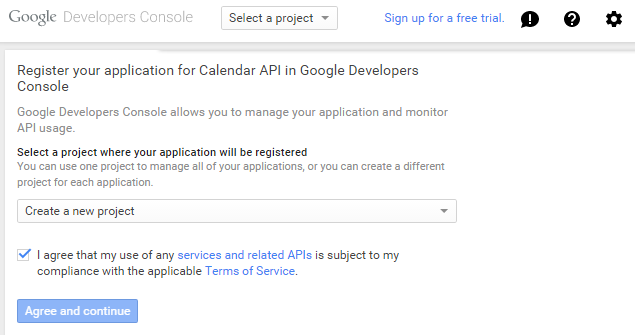 Google Developers Console Select a project Sign up for a free trial.
Register your application for Calendar API in Google Developers
Console
Google Developers Console allows you to manage your application and monitor
API usage.
Select a project where your application will be registered
You can use one project to manage all of your applications, or you can create a different
project for each application.
Create a new project
I agree that my use of any services and related APIs is subject to my
compliance with the applicable Terms of Service.
Agree and continue